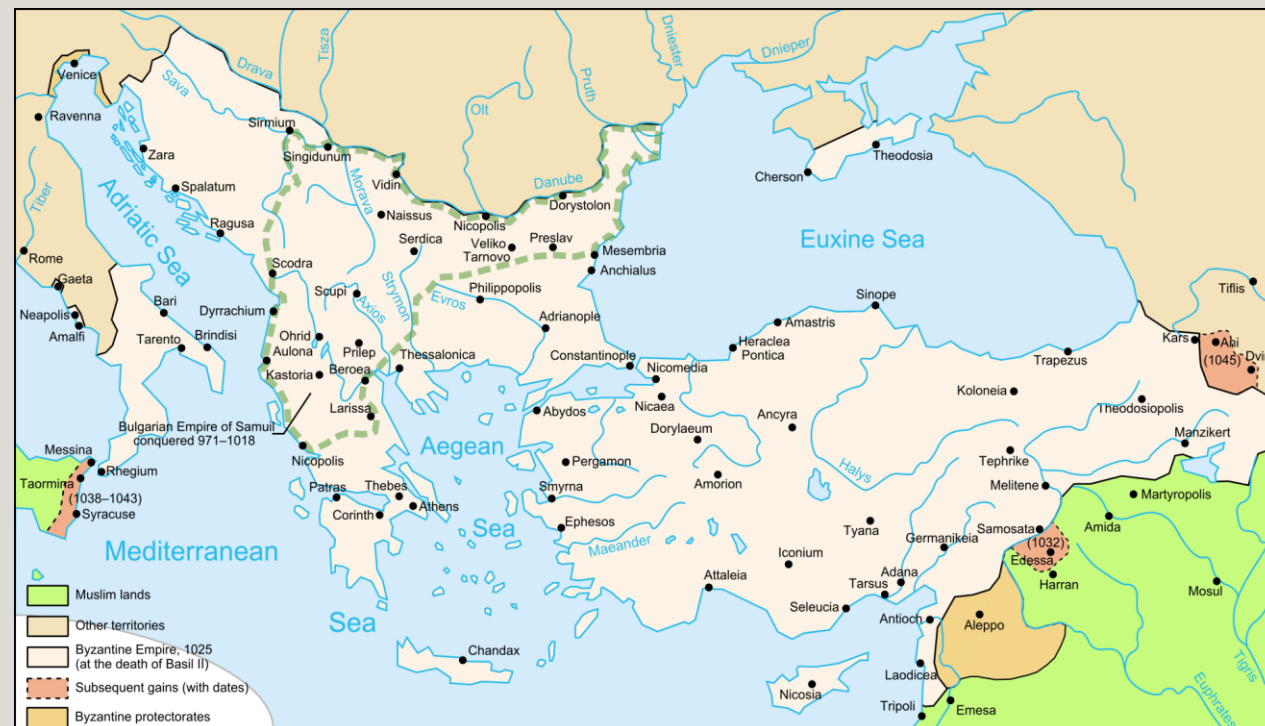 Venice
Ravenna
Tiber
Rome
Gaeta
Neapolis
Amalfi
Adriatic Sea
Sava
Drava
Tisza
Olt
Pruth
Dniester
Dnieper
Danube
Morava
Sirmium
Singidunum
Zara
Spalatum
Ragusa
Vidin
Naissus
Serdica
Nicopolis
Veliko
Tarnovo
Dorystolon
Preslav
Mesembria
Anchialus
Cherson
Theodosia
Euxine Sea
Scodra
Scupi
Axios
Strymon
Evros
Philippopolis
Adrianople
Dyrrachium
Ohrid
Prilep
Aulona
Kastoria
Beroea
Thessalonica
Larissa
Bari
Tarento
Brindisi
Bulgarian Empire of Samuil
conquered 971–1018
Constantinople
Nicomedia
Nicaea
Heraclea
Pontica
Amastris
Sinope
Trapezus
Tiflis
Kars
Ani
(1045)
Dvin
Koloneia
Theodosiopolis
Manzikert
Ancyra
Dorylaeum
Abydos
Aegean
Sea
Pergamon
Amorion
Halys
Tephrike
Melitene
Martyropolis
Amida
Messina
Rhegium
Taormina
(1038–1043)
Syracuse
Nicopolis
Patras
Thebes
Corinth
Athens
Smyrna
Ephesos
Maeander
Iconium
Tyana
Germanikeia
Samosata
(1032)
Edessa
Harran
Mosul
Adana
Tarsus
Attaleia
Seleucia
Antioch
Aleppo
Laodicea
Tripoli
Emesa
Euphrates
Tigris
Nicosia
Chandax
Mediterranean
Sea
Muslim lands
Other territories
Byzantine Empire, 1025
(at the death of Basil II)
Subsequent gains (with dates)
Byzantine protectorates